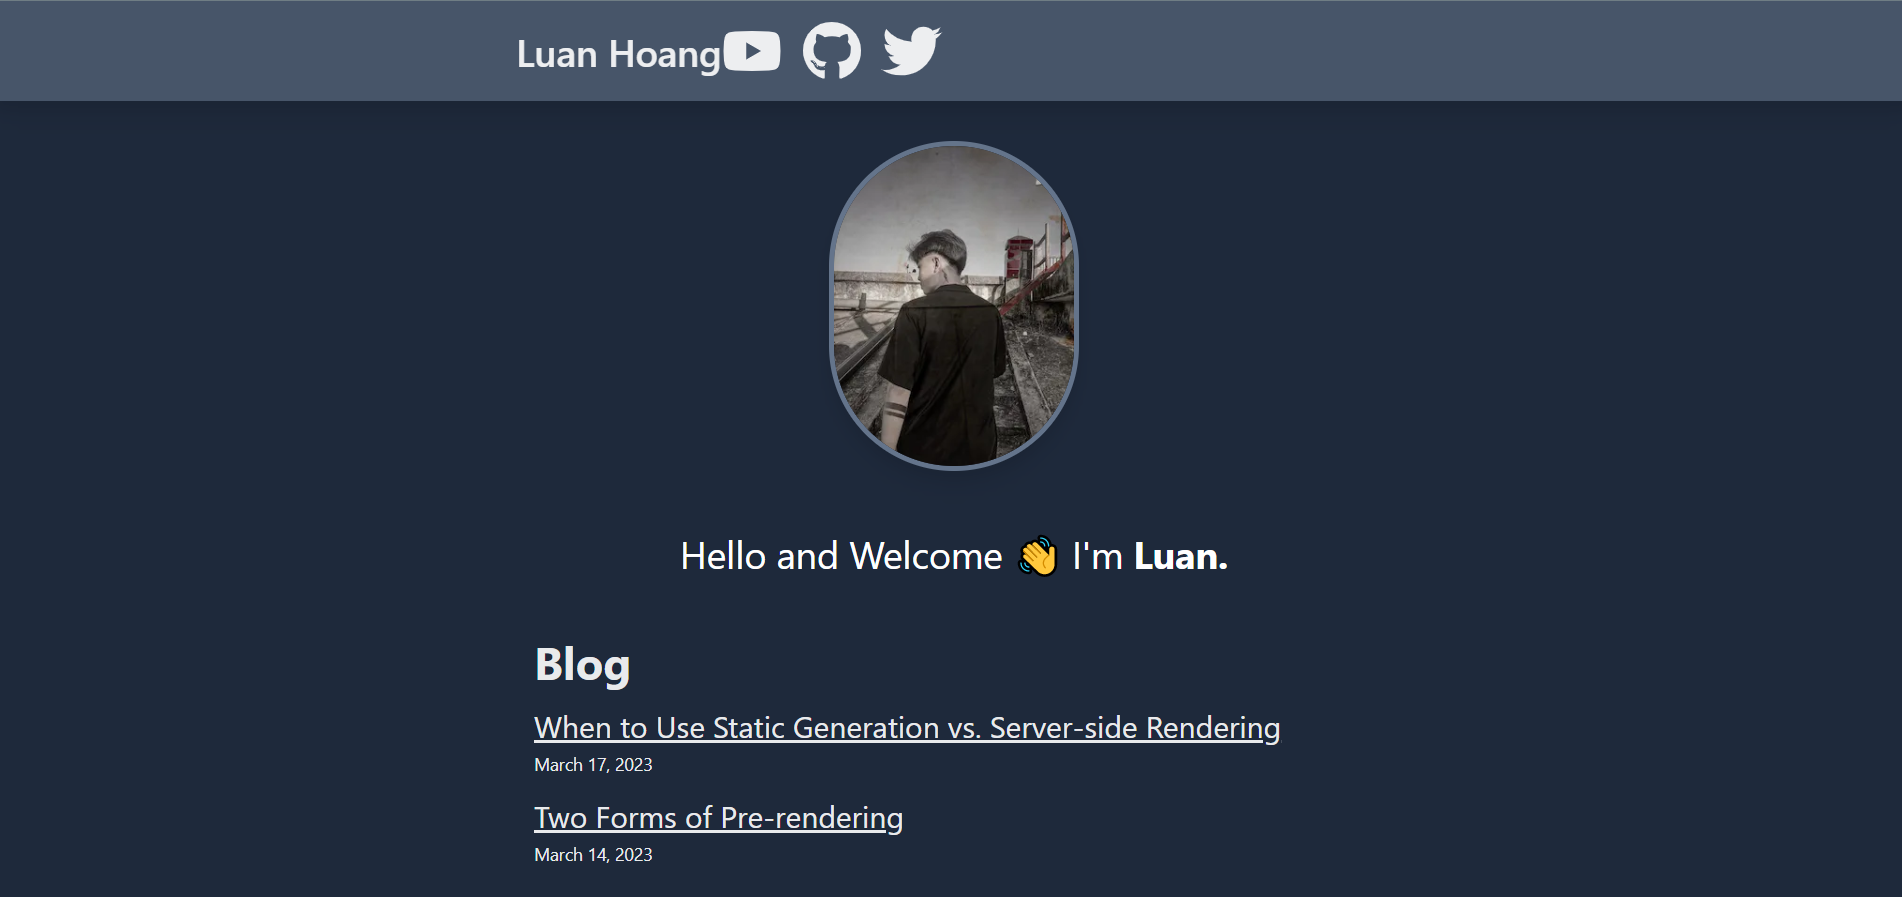 Luan Hoang
Hello and Welcome 👋 I'm Luan.
Blog
When to Use Static Generation vs. Server-side Rendering
March 17, 2023
Two Forms of Pre-rendering
March 14, 2023